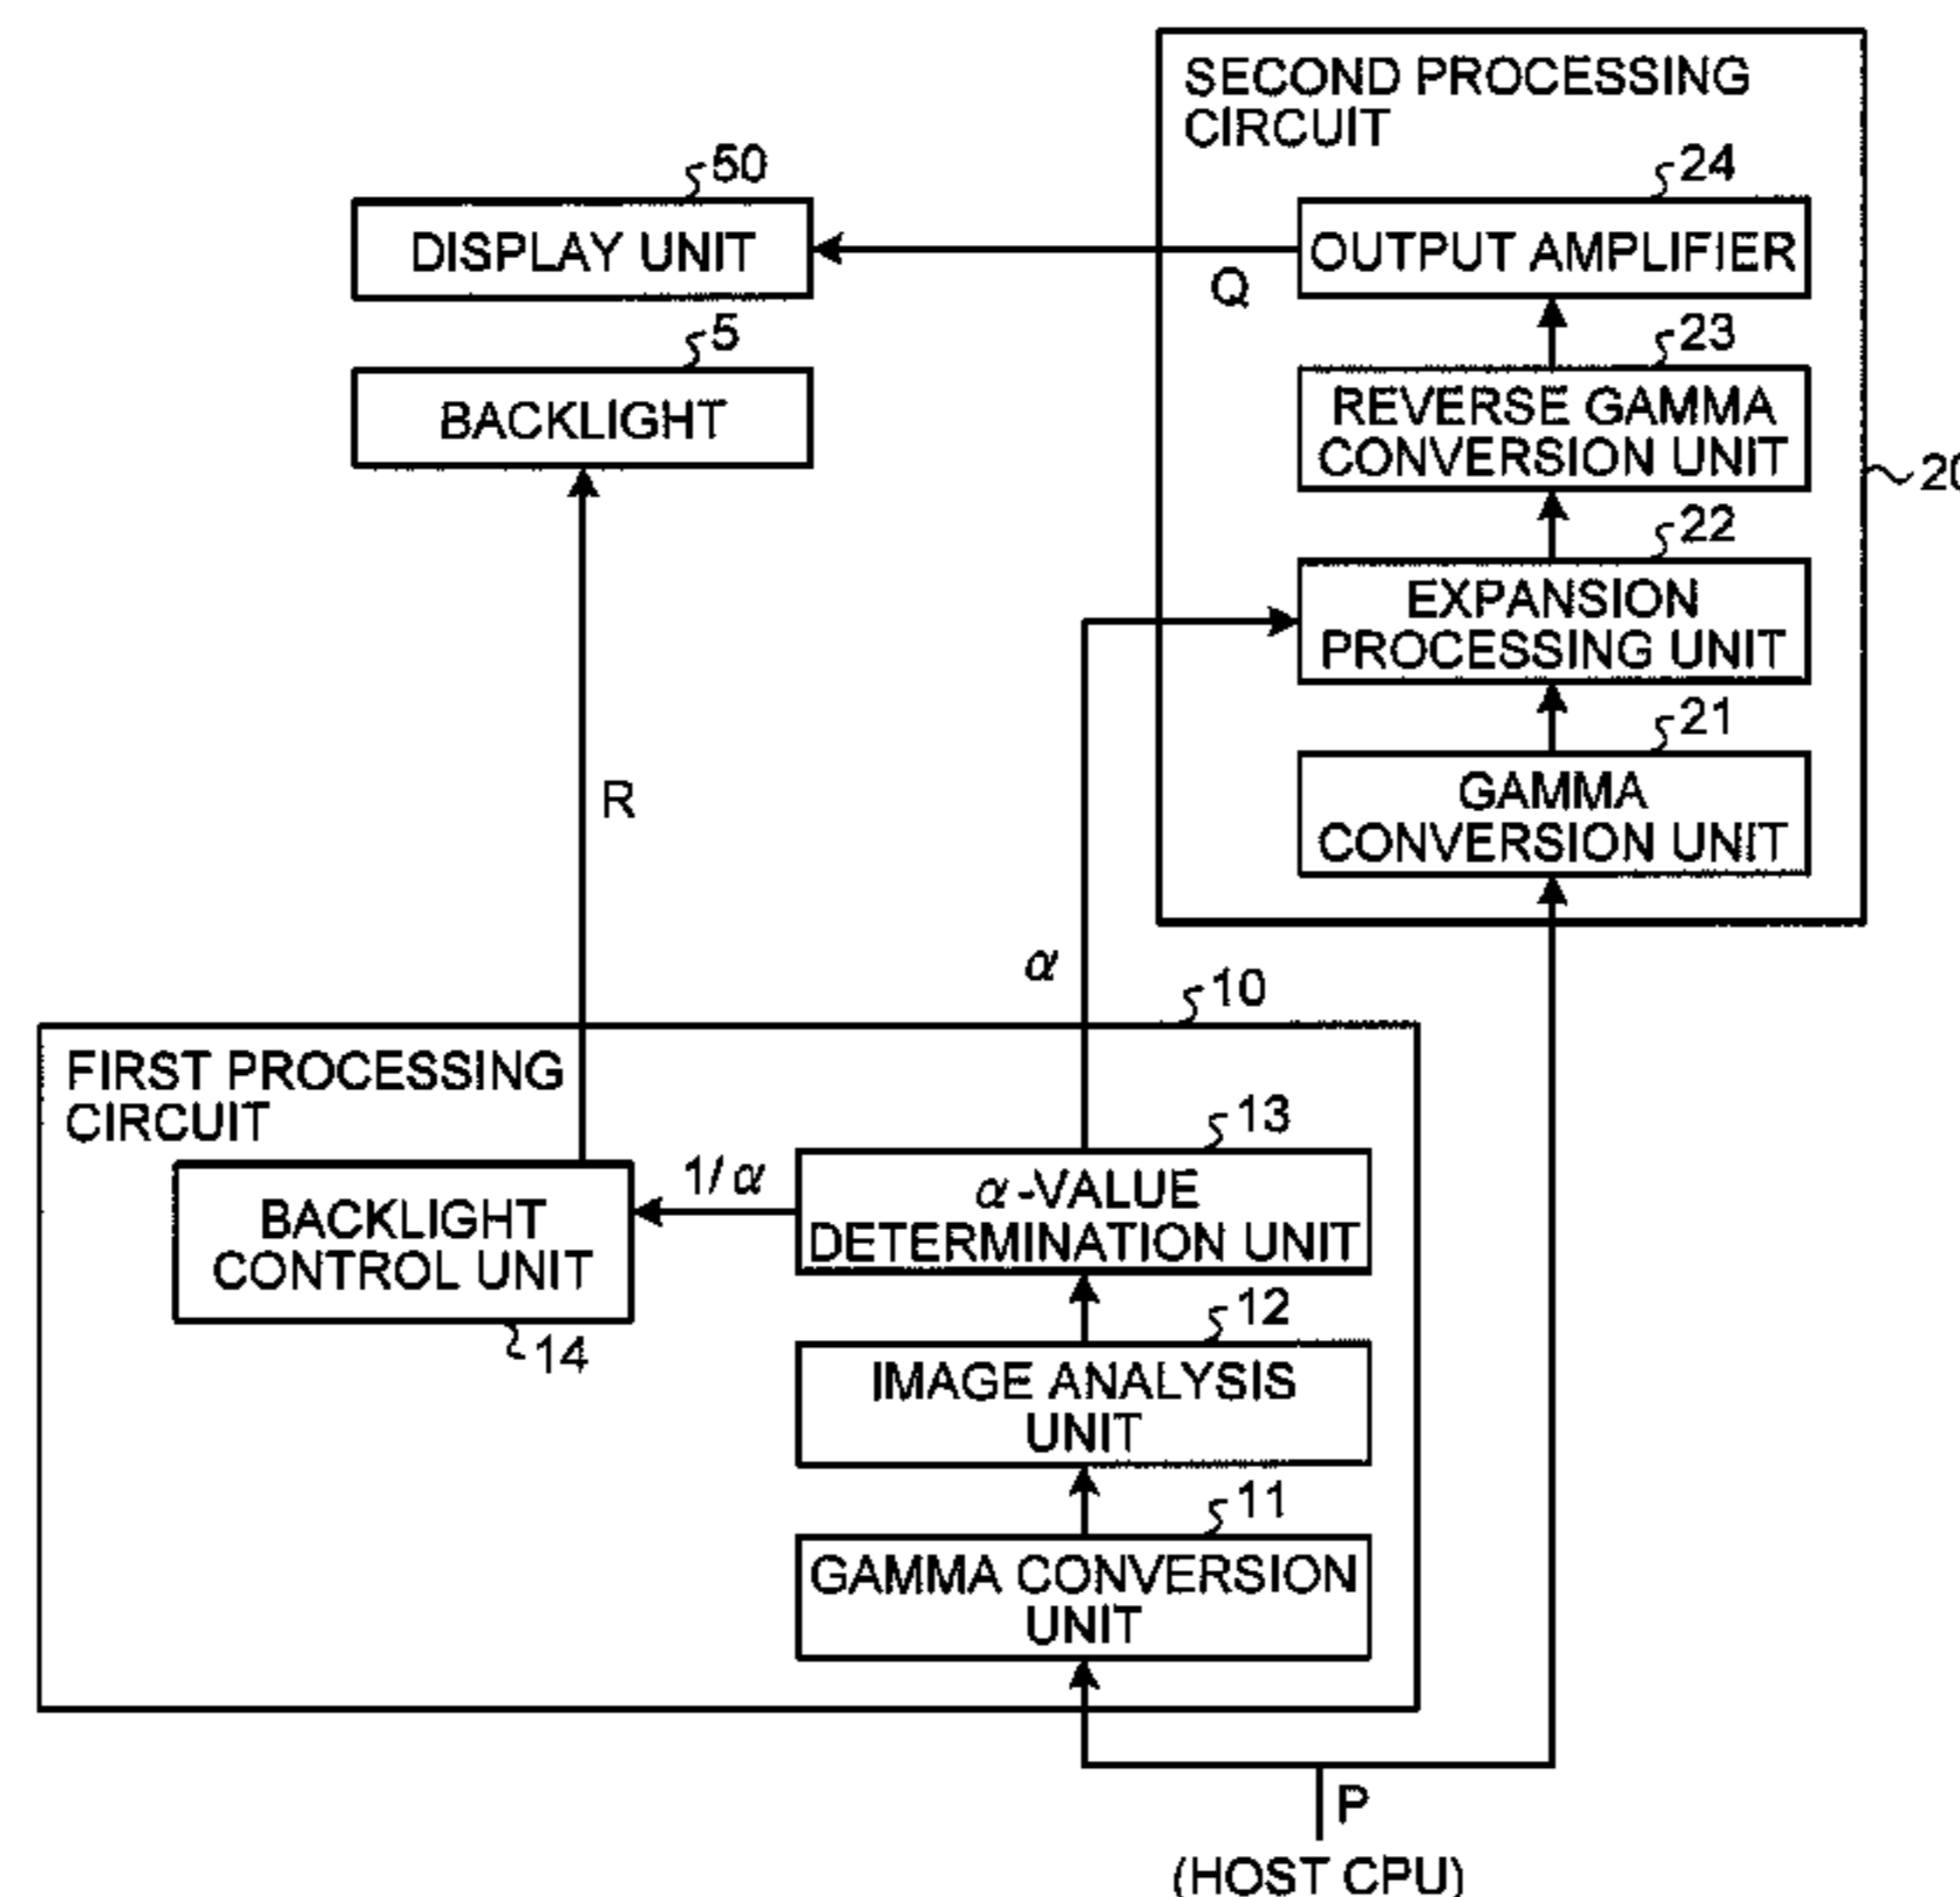 SECOND PROCESSING
CIRCUIT
50
24
DISPLAY UNIT
OUTPUT AMPLIFIER
Q
5
23
BACKLIGHT
REVERSE GAMMA
CONVERSION UNIT
20
22
EXPANSION
PROCESSING UNIT
21
R
GAMMA
CONVERSION UNIT
α
10
FIRST PROCESSING
CIRCUIT
13
1/α
α-VALUE
DETERMINATION UNIT
BACKLIGHT
CONTROL UNIT
14
12
IMAGE ANALYSIS
UNIT
11
GAMMA CONVERSION
UNIT
P
(HOST CPU)